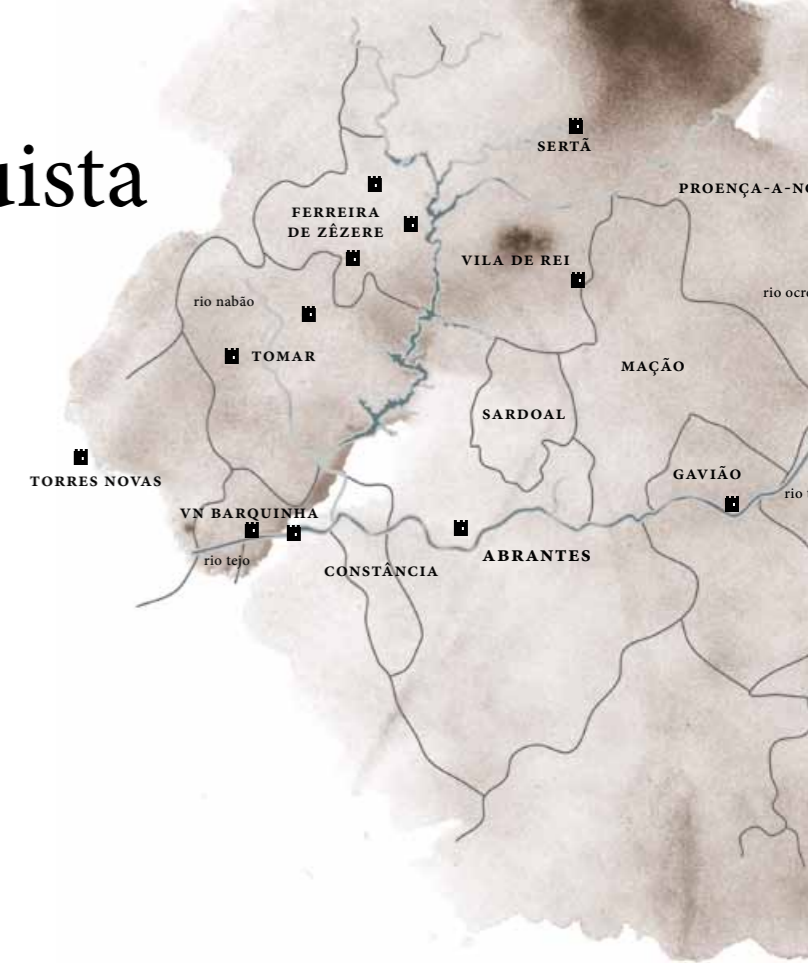 uista
SERTÃ
PROENÇA-A-NO
FERREIRA
DE ZÊZERE
VILA DE REI
rio nabão
rio ocre
TOMAR
MAÇÃO
SARDOAL
TORRES NOVAS
GAVIÃO
rio
VN BARQUINHA
ABRANTES
rio tejo
CONSTÂNCIA